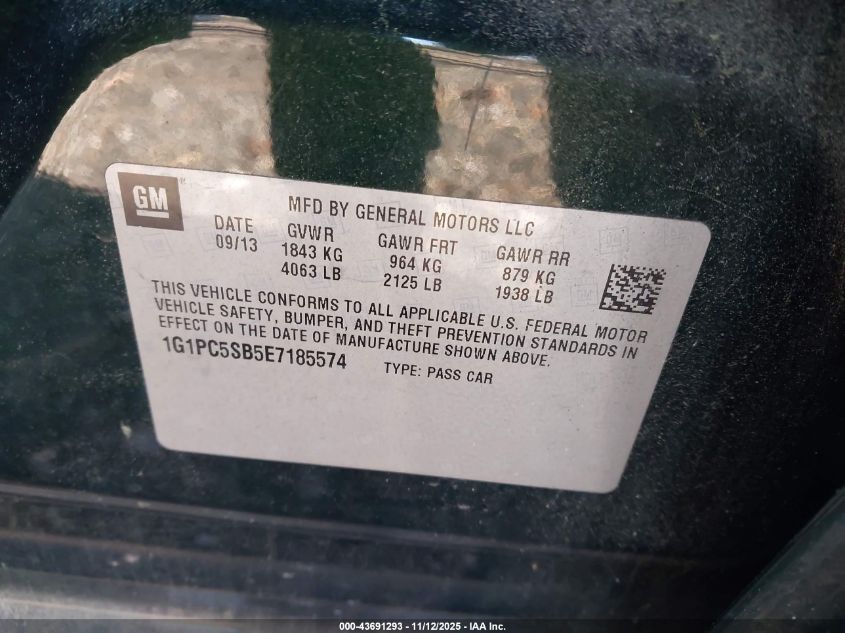 GM®
MFD BY GENERAL MOTORS LLC
DATE GVWR GAWR FRT GAWR RR
09/13 1843 KG 964 KG 879 KG
4063 LB 2125 LB 1938 LB
THIS VEHICLE CONFORMS TO ALL APPLICABLE U.S. FEDERAL MOTOR
VEHICLE SAFETY, BUMPER, AND THEFT PREVENTION STANDARDS IN
EFFECT ON THE DATE OF MANUFACTURE SHOWN ABOVE.
1G1PC5SB5E7185574 TYPE: PASS CAR
000-43691293 - 11/12/2025 - IAA Inc.